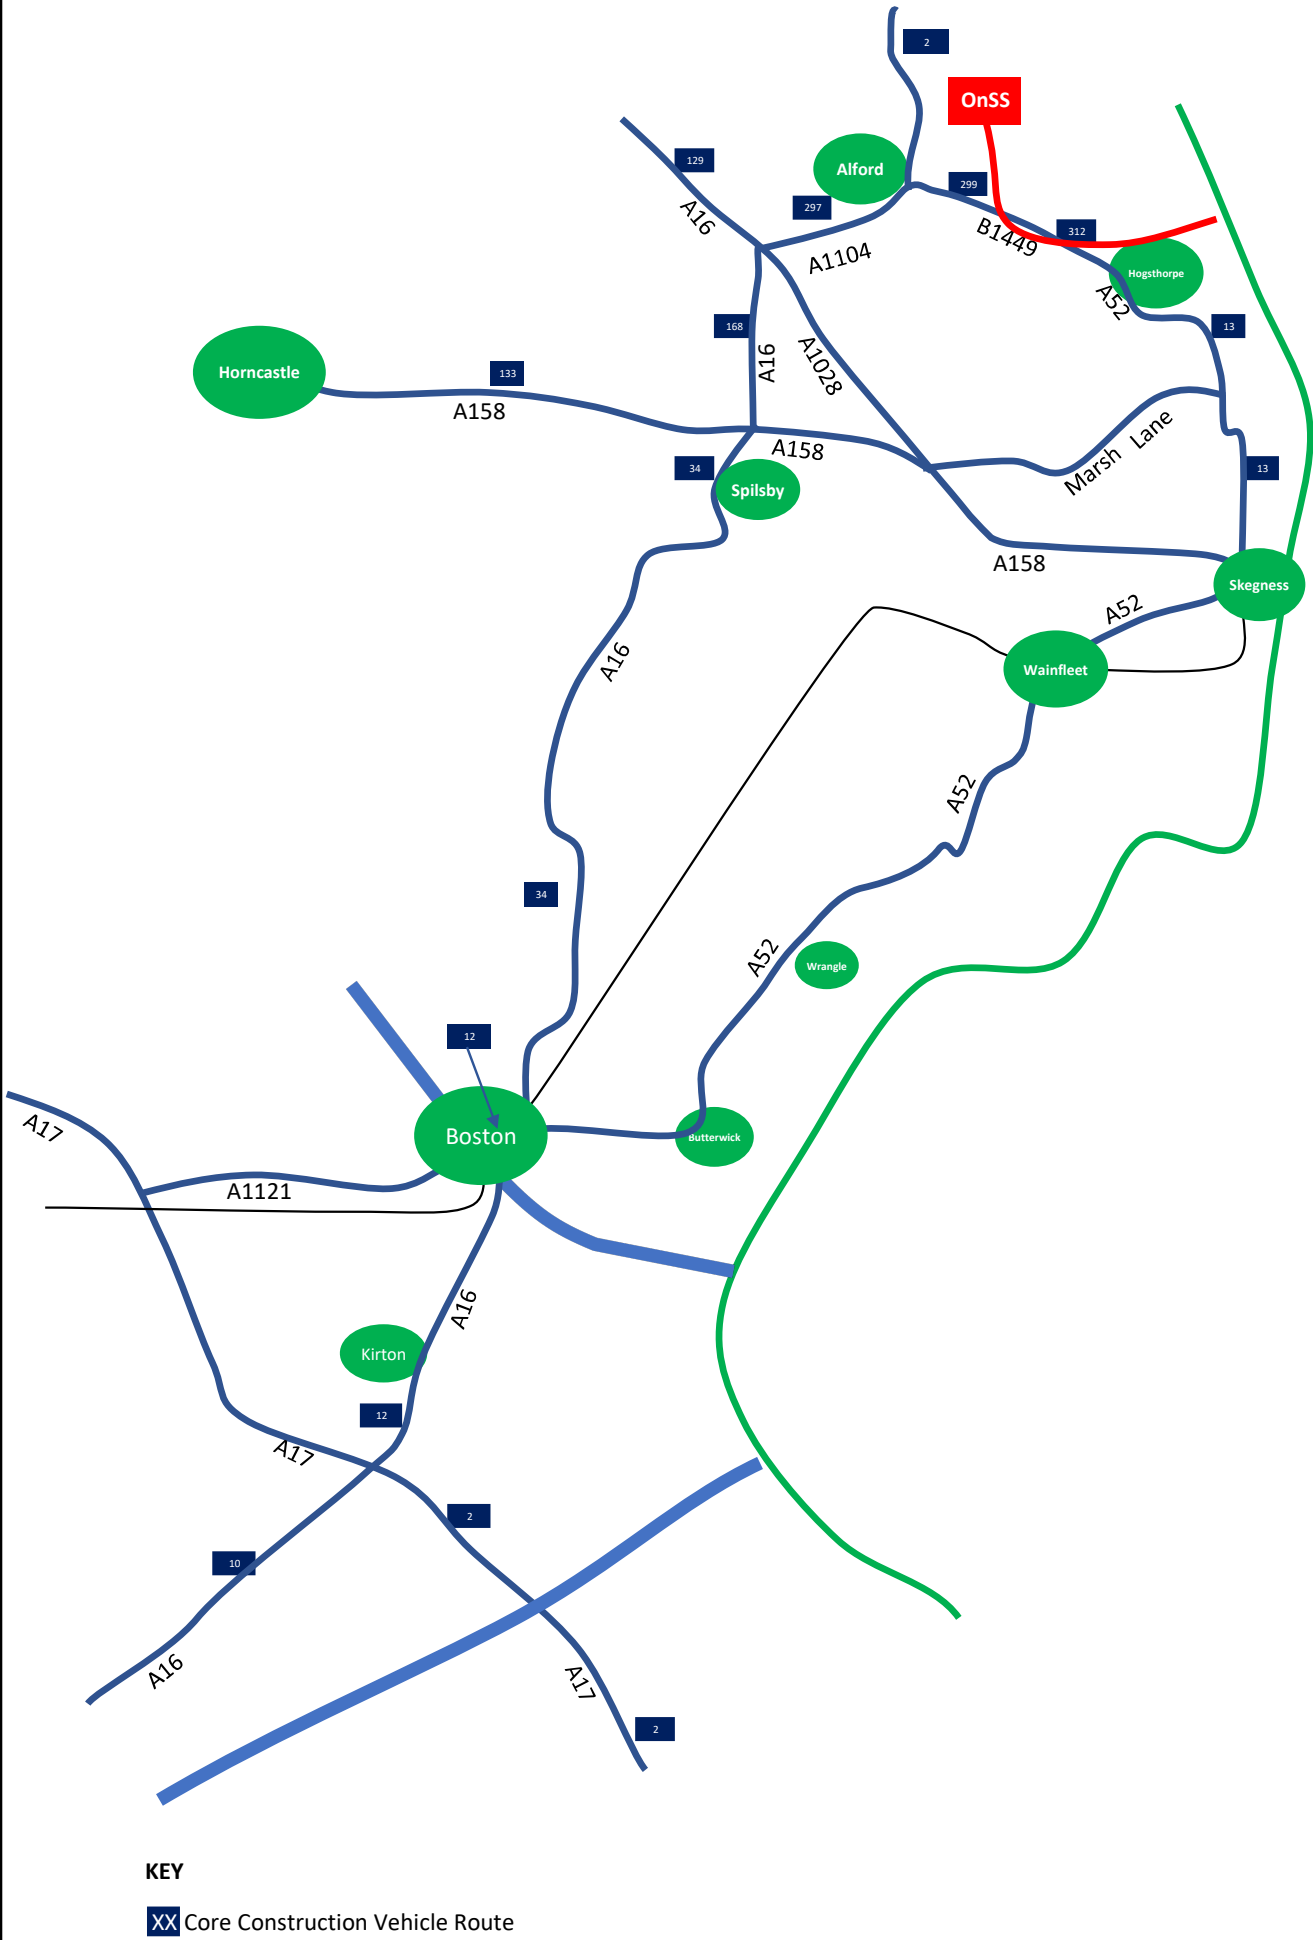 2
OnSS
129
Alford
299
297
A16
312
B1449
A1104
Hogsthorpe
A52
168
13
A16
A1028
Horncastle
133
A158
Marsh Lane
A158
34
13
Spilsby
A158
Skegness
A52
A16
Wainfleet
A52
34
A52
Wrangle
12
A17
Boston
Butterwick
A1121
A16
Kirton
12
A17
2
10
A16
A17
2
KEY
XX Core Construction Vehicle Route